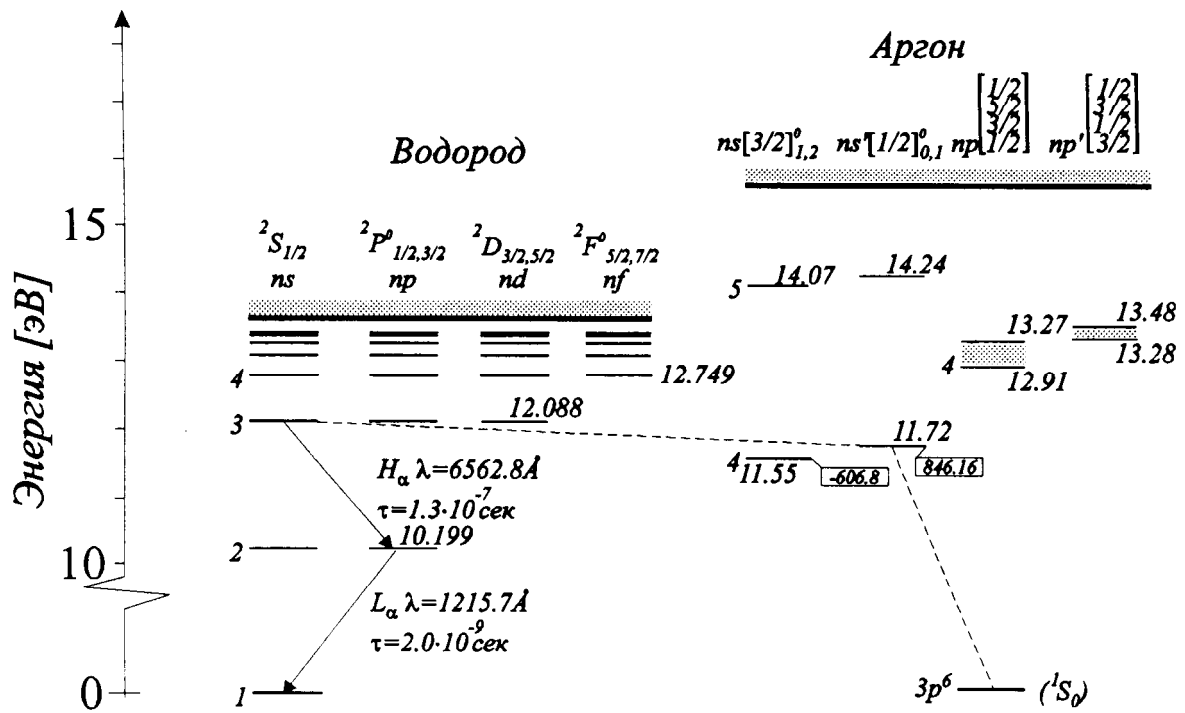 Энергия [эВ]
15
10
0
Водород
²S₁/₂
ns
²P⁰₁/₂,₃/₂
np
²D₃/₂,₅/₂
nd
²F⁰₅/₂,₇/₂
nf
4
12.749
3
12.088
Hα λ=6562.8Å
τ=1.3·10⁻⁷сек
2
10.199
Lα λ=1215.7Å
τ=2.0·10⁻⁹сек
1
Аргон
ns[3/2]⁰₁,₂
ns'[1/2]⁰₀,₁
np[1/2 5/2 3/2 1/2]
np'[1/2 3/2 1/2 3/2]
5
14.07
14.24
13.27
13.48
4
12.91
13.28
11.72
4
11.55
-606.8
846.16
3p⁶
(¹S₀)